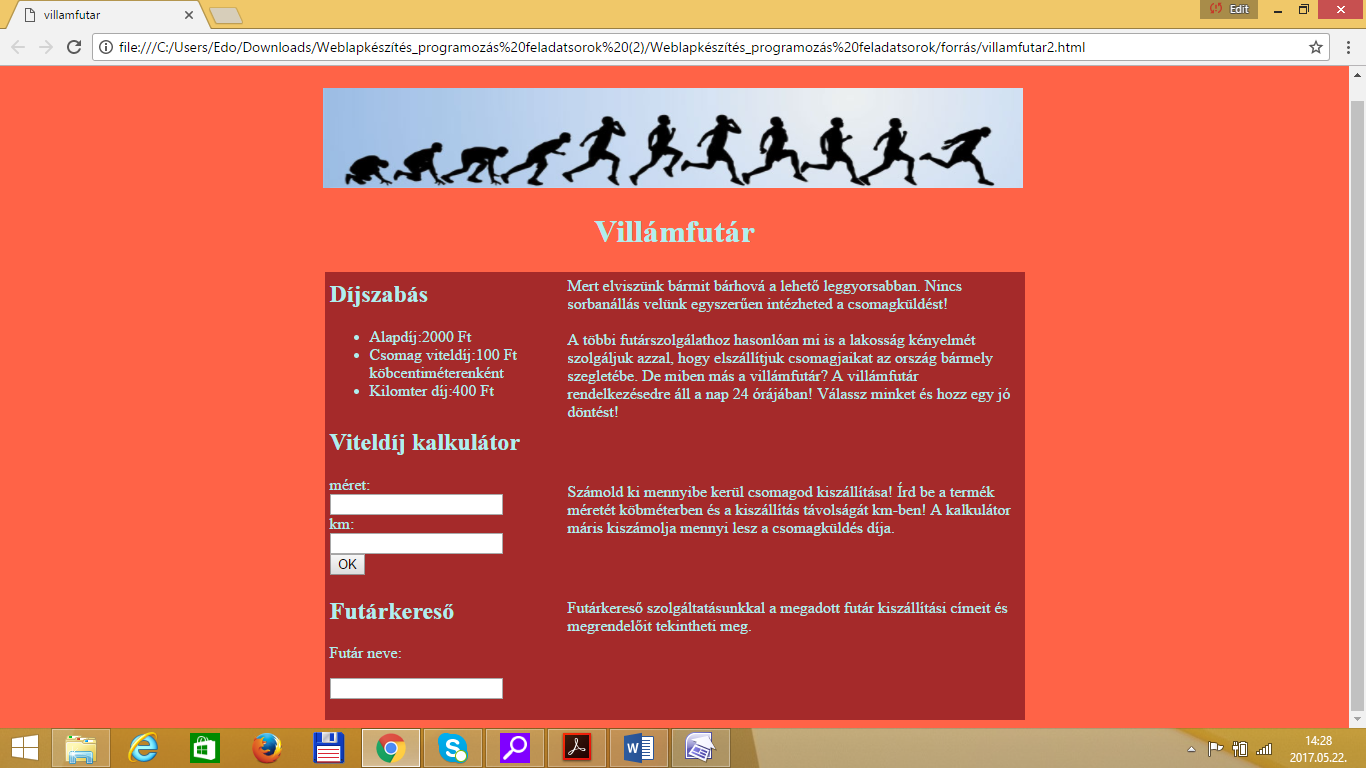 villamfutar
Edit
file:///C:/Users/Edo/Downloads/Weblapkészítés_programozás%20feladatsorok%20(2)/Weblapkészítés_programozás%20feladatsorok/forrás/villamfutar2.html
Villámfutár
Díjszabás
Alapdíj:2000 Ft
Csomag viteldíj:100 Ft
köbcentiméterenként
Kilomter díj:400 Ft
Mert elviszünk bármit bárhová a lehető leggyorsabban. Nincs
sorbanállás velünk egyszerűen intézheted a csomagküldést!
A többi futárszolgálathoz hasonlóan mi is a lakosság kényelmét
szolgáljuk azzal, hogy elszállítjuk csomagjaikat az ország bármely
szegletébe. De miben más a villámfutár? A villámfutár
rendelkezésedre áll a nap 24 órájában! Válassz minket és hozz egy jó
döntést!
Viteldíj kalkulátor
méret:
km:
OK
Számold ki mennyibe kerül csomagod kiszállítása! Írd be a termék
méretét köbméterben és a kiszállítás távolságát km-ben! A kalkulátor
máris kiszámolja mennyi lesz a csomagküldés díja.
Futárkereső
Futár neve:
Futárkereső szolgáltatásunkkal a megadott futár kiszállítási címeit és
megrendelőit tekintheti meg.
14:28
2017.05.22.